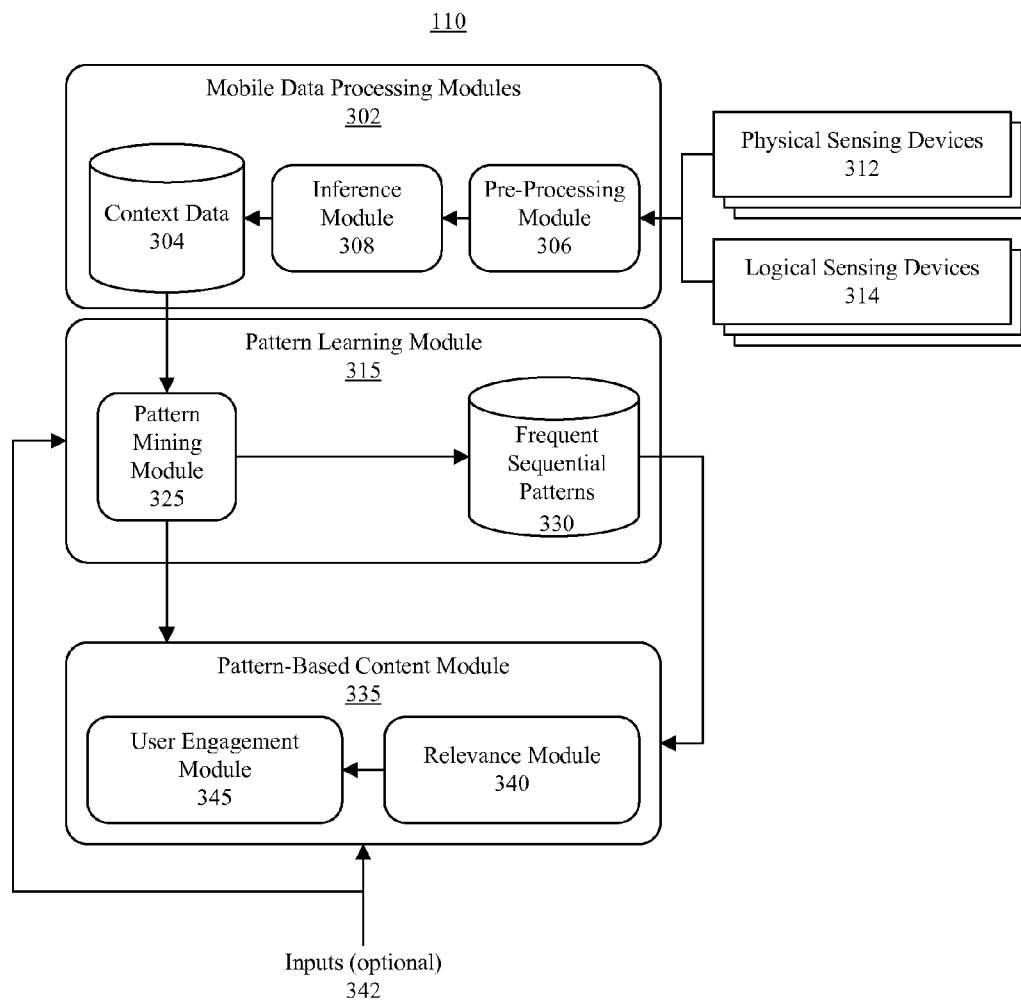 110
Mobile Data Processing Modules
302
Context Data
304
Inference
Module
308
Pre-Processing
Module
306
Physical Sensing Devices
312
Logical Sensing Devices
314
Pattern Learning Module
315
Pattern
Mining
Module
325
Frequent
Sequential
Patterns
330
Pattern-Based Content Module
335
User Engagement
Module
345
Relevance Module
340
Inputs (optional)
342